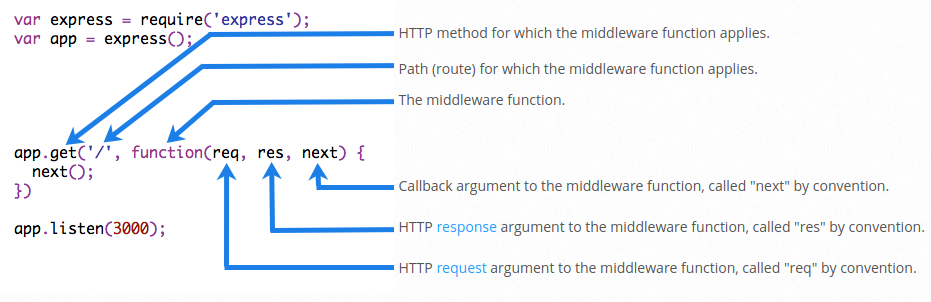 var express = require('express');
var app = express();
HTTP method for which the middleware function applies.
Path (route) for which the middleware function applies.
The middleware function.
app.get('/', function(req, res, next) {
  next();
})
Callback argument to the middleware function, called "next" by convention.
app.listen(3000);
HTTP response argument to the middleware function, called "res" by convention.
HTTP request argument to the middleware function, called "req" by convention.